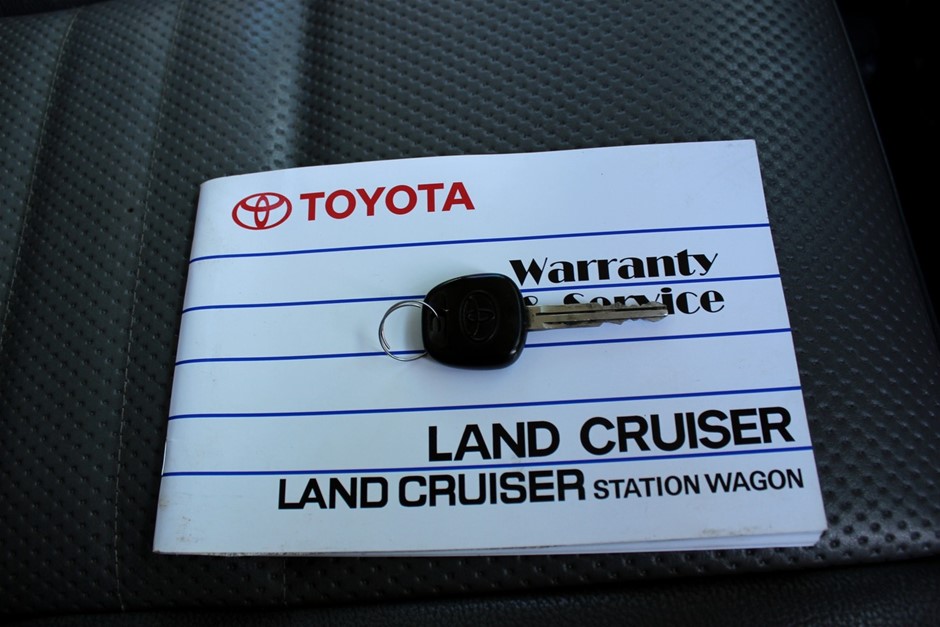 TOYOTA
Warranty
& Service
LAND CRUISER
LAND CRUISER STATION WAGON